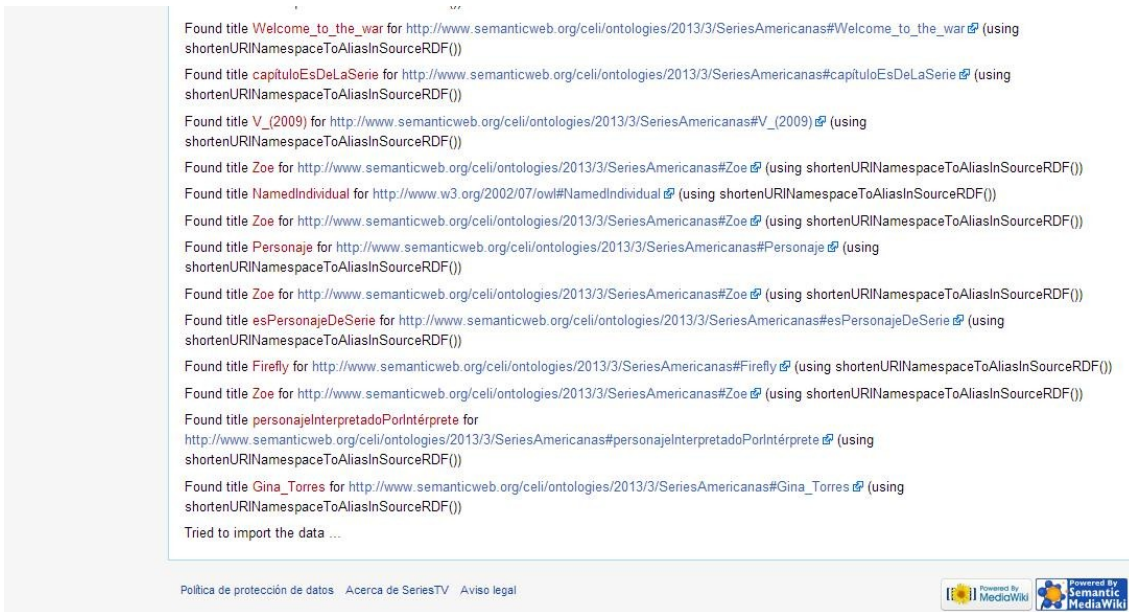 Found title Welcome_to_the_war for http://www.semanticweb.org/celi/ontologies/2013/3/SeriesAmericanas#Welcome_to_the_war (using
shortenURINamespaceToAliasInSourceRDF())
Found title capítuloEsDeLaSerie for http://www.semanticweb.org/celi/ontologies/2013/3/SeriesAmericanas#capítuloEsDeLaSerie (using
shortenURINamespaceToAliasInSourceRDF())
Found title V_(2009) for http://www.semanticweb.org/celi/ontologies/2013/3/SeriesAmericanas#V_(2009) (using
shortenURINamespaceToAliasInSourceRDF())
Found title Zoe for http://www.semanticweb.org/celi/ontologies/2013/3/SeriesAmericanas#Zoe (using shortenURINamespaceToAliasInSourceRDF())
Found title NamedIndividual for http://www.w3.org/2002/07/owl#NamedIndividual (using shortenURINamespaceToAliasInSourceRDF())
Found title Zoe for http://www.semanticweb.org/celi/ontologies/2013/3/SeriesAmericanas#Zoe (using shortenURINamespaceToAliasInSourceRDF())
Found title Personaje for http://www.semanticweb.org/celi/ontologies/2013/3/SeriesAmericanas#Personaje (using
shortenURINamespaceToAliasInSourceRDF())
Found title Zoe for http://www.semanticweb.org/celi/ontologies/2013/3/SeriesAmericanas#Zoe (using shortenURINamespaceToAliasInSourceRDF())
Found title esPersonajeDeSerie for http://www.semanticweb.org/celi/ontologies/2013/3/SeriesAmericanas#esPersonajeDeSerie (using
shortenURINamespaceToAliasInSourceRDF())
Found title Firefly for http://www.semanticweb.org/celi/ontologies/2013/3/SeriesAmericanas#Firefly (using shortenURINamespaceToAliasInSourceRDF())
Found title Zoe for http://www.semanticweb.org/celi/ontologies/2013/3/SeriesAmericanas#Zoe (using shortenURINamespaceToAliasInSourceRDF())
Found title personajeInterpretadoPorIntérprete for
http://www.semanticweb.org/celi/ontologies/2013/3/SeriesAmericanas#personajeInterpretadoPorIntérprete (using
shortenURINamespaceToAliasInSourceRDF())
Found title Gina_Torres for http://www.semanticweb.org/celi/ontologies/2013/3/SeriesAmericanas#Gina_Torres (using
shortenURINamespaceToAliasInSourceRDF())
Tried to import the data ...
Política de protección de datos Acerca de SeriesTV Aviso legal
Powered By
MediaWiki
Powered By
Semantic
MediaWiki